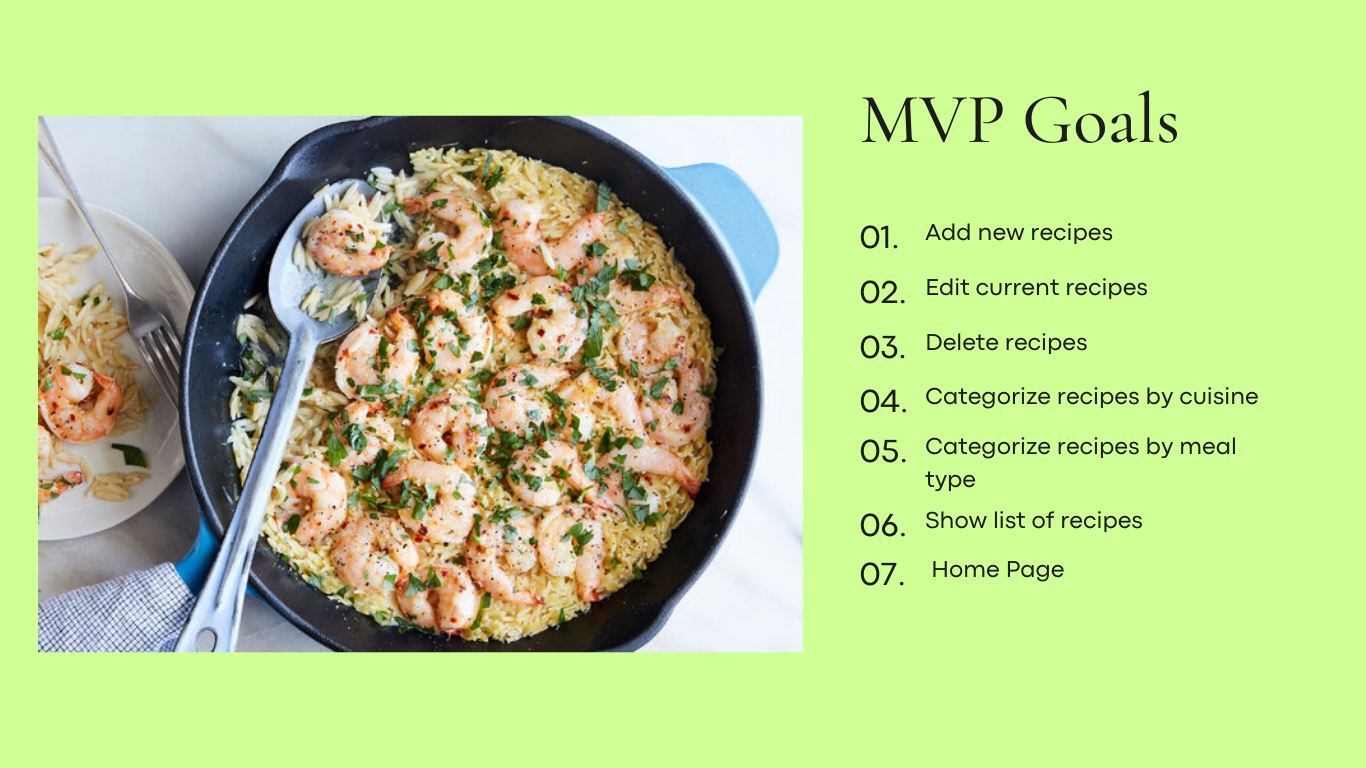 MVP Goals
01. Add new recipes
02. Edit current recipes
03. Delete recipes
04. Categorize recipes by cuisine
05. Categorize recipes by meal
type
06. Show list of recipes
07. Home Page